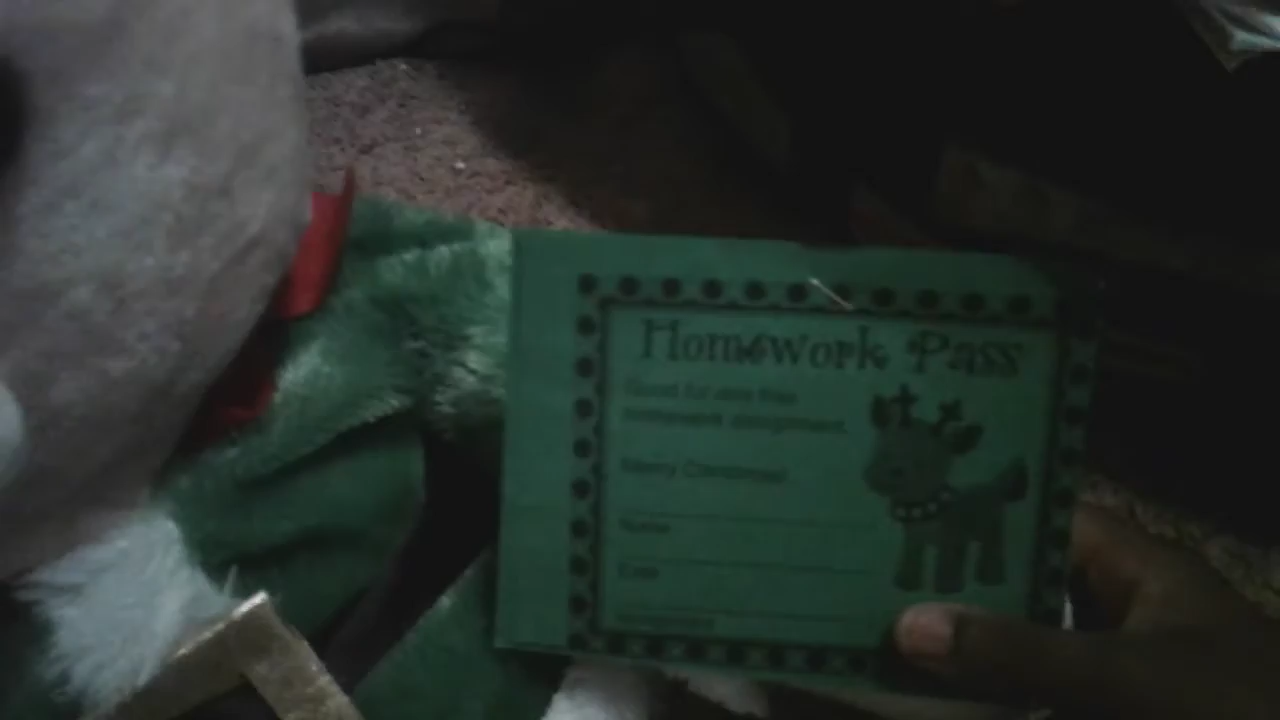 Homework Pass
Good for one free
homework assignment.
Merry Christmas!
Name
Date